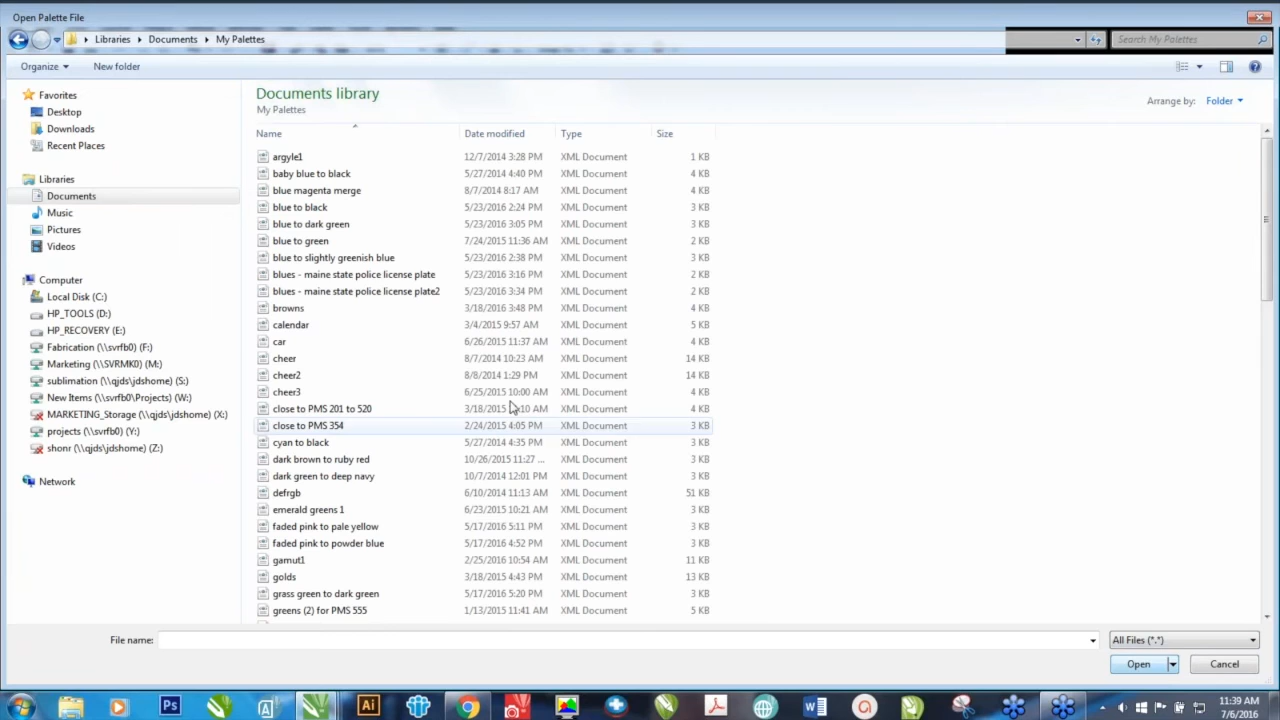 Open Palette File
Libraries Documents My Palettes Search My Palettes
Organize New folder
Favorites
Desktop
Downloads
Recent Places
Libraries
Documents
Music
Pictures
Videos
Computer
Local Disk (C:)
HP_TOOLS (D:)
HP_RECOVERY (E:)
Fabrication (\\svrfb0) (F:)
Marketing (\\SVRMK0) (M:)
sublimation (\\qjds\jdshome) (S:)
New Items (\\svrfb0\Projects) (W:)
MARKETING_Storage (\\qjds\jdshome) (X:)
projects (\\svrfb0) (Y:)
shonr (\\qjds\jdshome) (Z:)
Network
Documents library
My Palettes
Arrange by: Folder
Name Date modified Type Size
argyle1 12/7/2014 3:28 PM XML Document 1 KB
baby blue to black 5/27/2014 4:40 PM XML Document 4 KB
blue magenta merge 8/7/2014 8:17 AM XML Document 4 KB
blue to black 5/23/2016 2:24 PM XML Document 3 KB
blue to dark green 5/23/2016 3:05 PM XML Document 3 KB
blue to green 7/24/2015 11:36 AM XML Document 2 KB
blue to slightly greenish blue 5/23/2016 2:38 PM XML Document 3 KB
blues - maine state police license plate 5/23/2016 3:16 PM XML Document 2 KB
blues - maine state police license plate2 5/23/2016 3:34 PM XML Document 2 KB
browns 3/18/2016 3:48 PM XML Document 4 KB
calendar 3/4/2015 9:57 AM XML Document 5 KB
car 6/26/2015 11:37 AM XML Document 4 KB
cheer 8/7/2014 10:23 AM XML Document 14 KB
cheer2 8/8/2014 1:29 PM XML Document 14 KB
cheer3 6/25/2015 10:00 AM XML Document 4 KB
close to PMS 201 to 520 3/18/2015 AM XML Document 4 KB
close to PMS 354 2/24/2015 4:05 PM XML Document 3 KB
cyan to black 5/27/2014 4:35 PM XML Document 3 KB
dark brown to ruby red 10/26/2015 11:27 ... XML Document 3 KB
dark green to deep navy 10/7/2014 12:01 PM XML Document 3 KB
defrgb 6/10/2014 11:13 AM XML Document 51 KB
emerald greens 1 6/23/2015 10:21 AM XML Document 3 KB
faded pink to pale yellow 5/17/2016 5:11 PM XML Document 3 KB
faded pink to powder blue 5/17/2016 4:52 PM XML Document 3 KB
gamut1 2/25/2016 10:54 AM XML Document 11 KB
golds 3/18/2015 4:43 PM XML Document 13 KB
grass green to dark green 5/17/2016 5:20 PM XML Document 3 KB
greens (2) for PMS 555 1/13/2015 11:41 AM XML Document 5 KB
File name: All Files (*.*)
Open Cancel
Ps Ai W
11:39 AM
7/6/2016